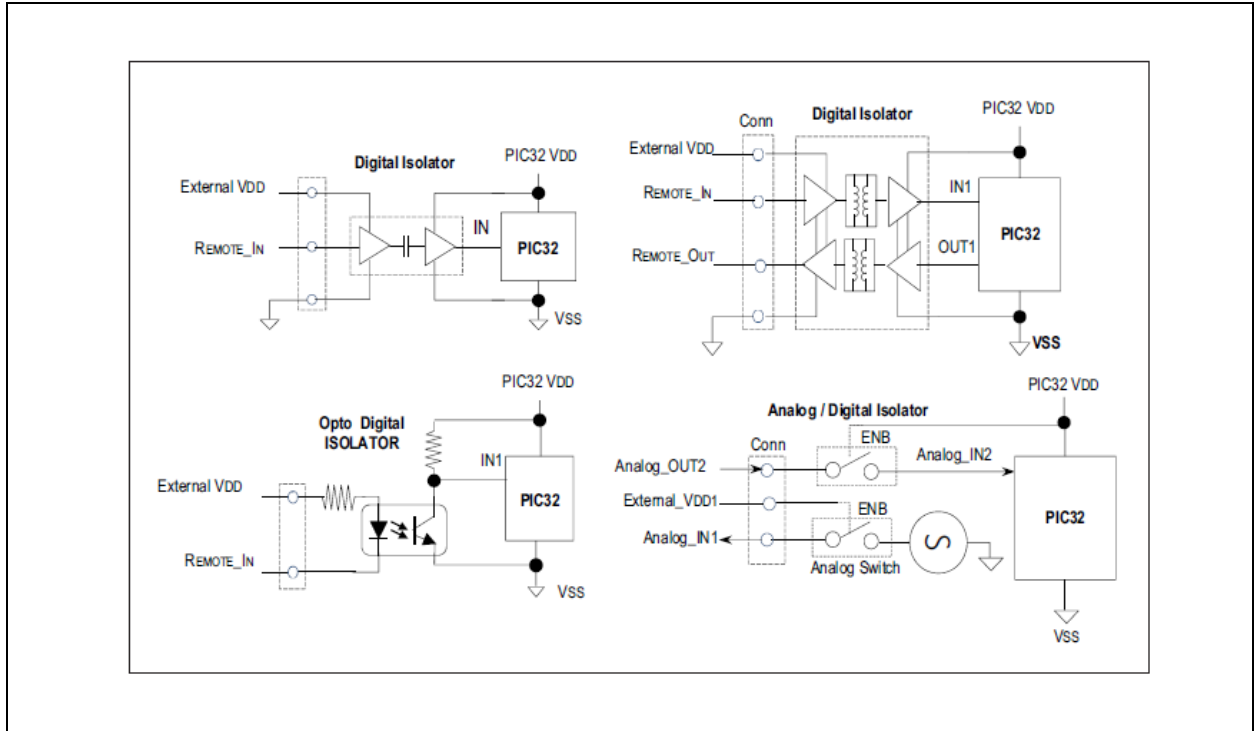 Digital Isolator
PIC32 VDD
External VDD
REMOTE_IN
IN
PIC32
VSS
Conn
Digital Isolator
PIC32 VDD
External VDD
REMOTE_IN
IN1
REMOTE_OUT
OUT1
PIC32
VSS
Opto Digital
ISOLATOR
PIC32 VDD
IN1
External VDD
PIC32
REMOTE_IN
VSS
Analog / Digital Isolator
PIC32 VDD
Conn
ENB
Analog_OUT2
Analog_IN2
External_VDD1
ENB
Analog_IN1
PIC32
S
Analog Switch
VSS